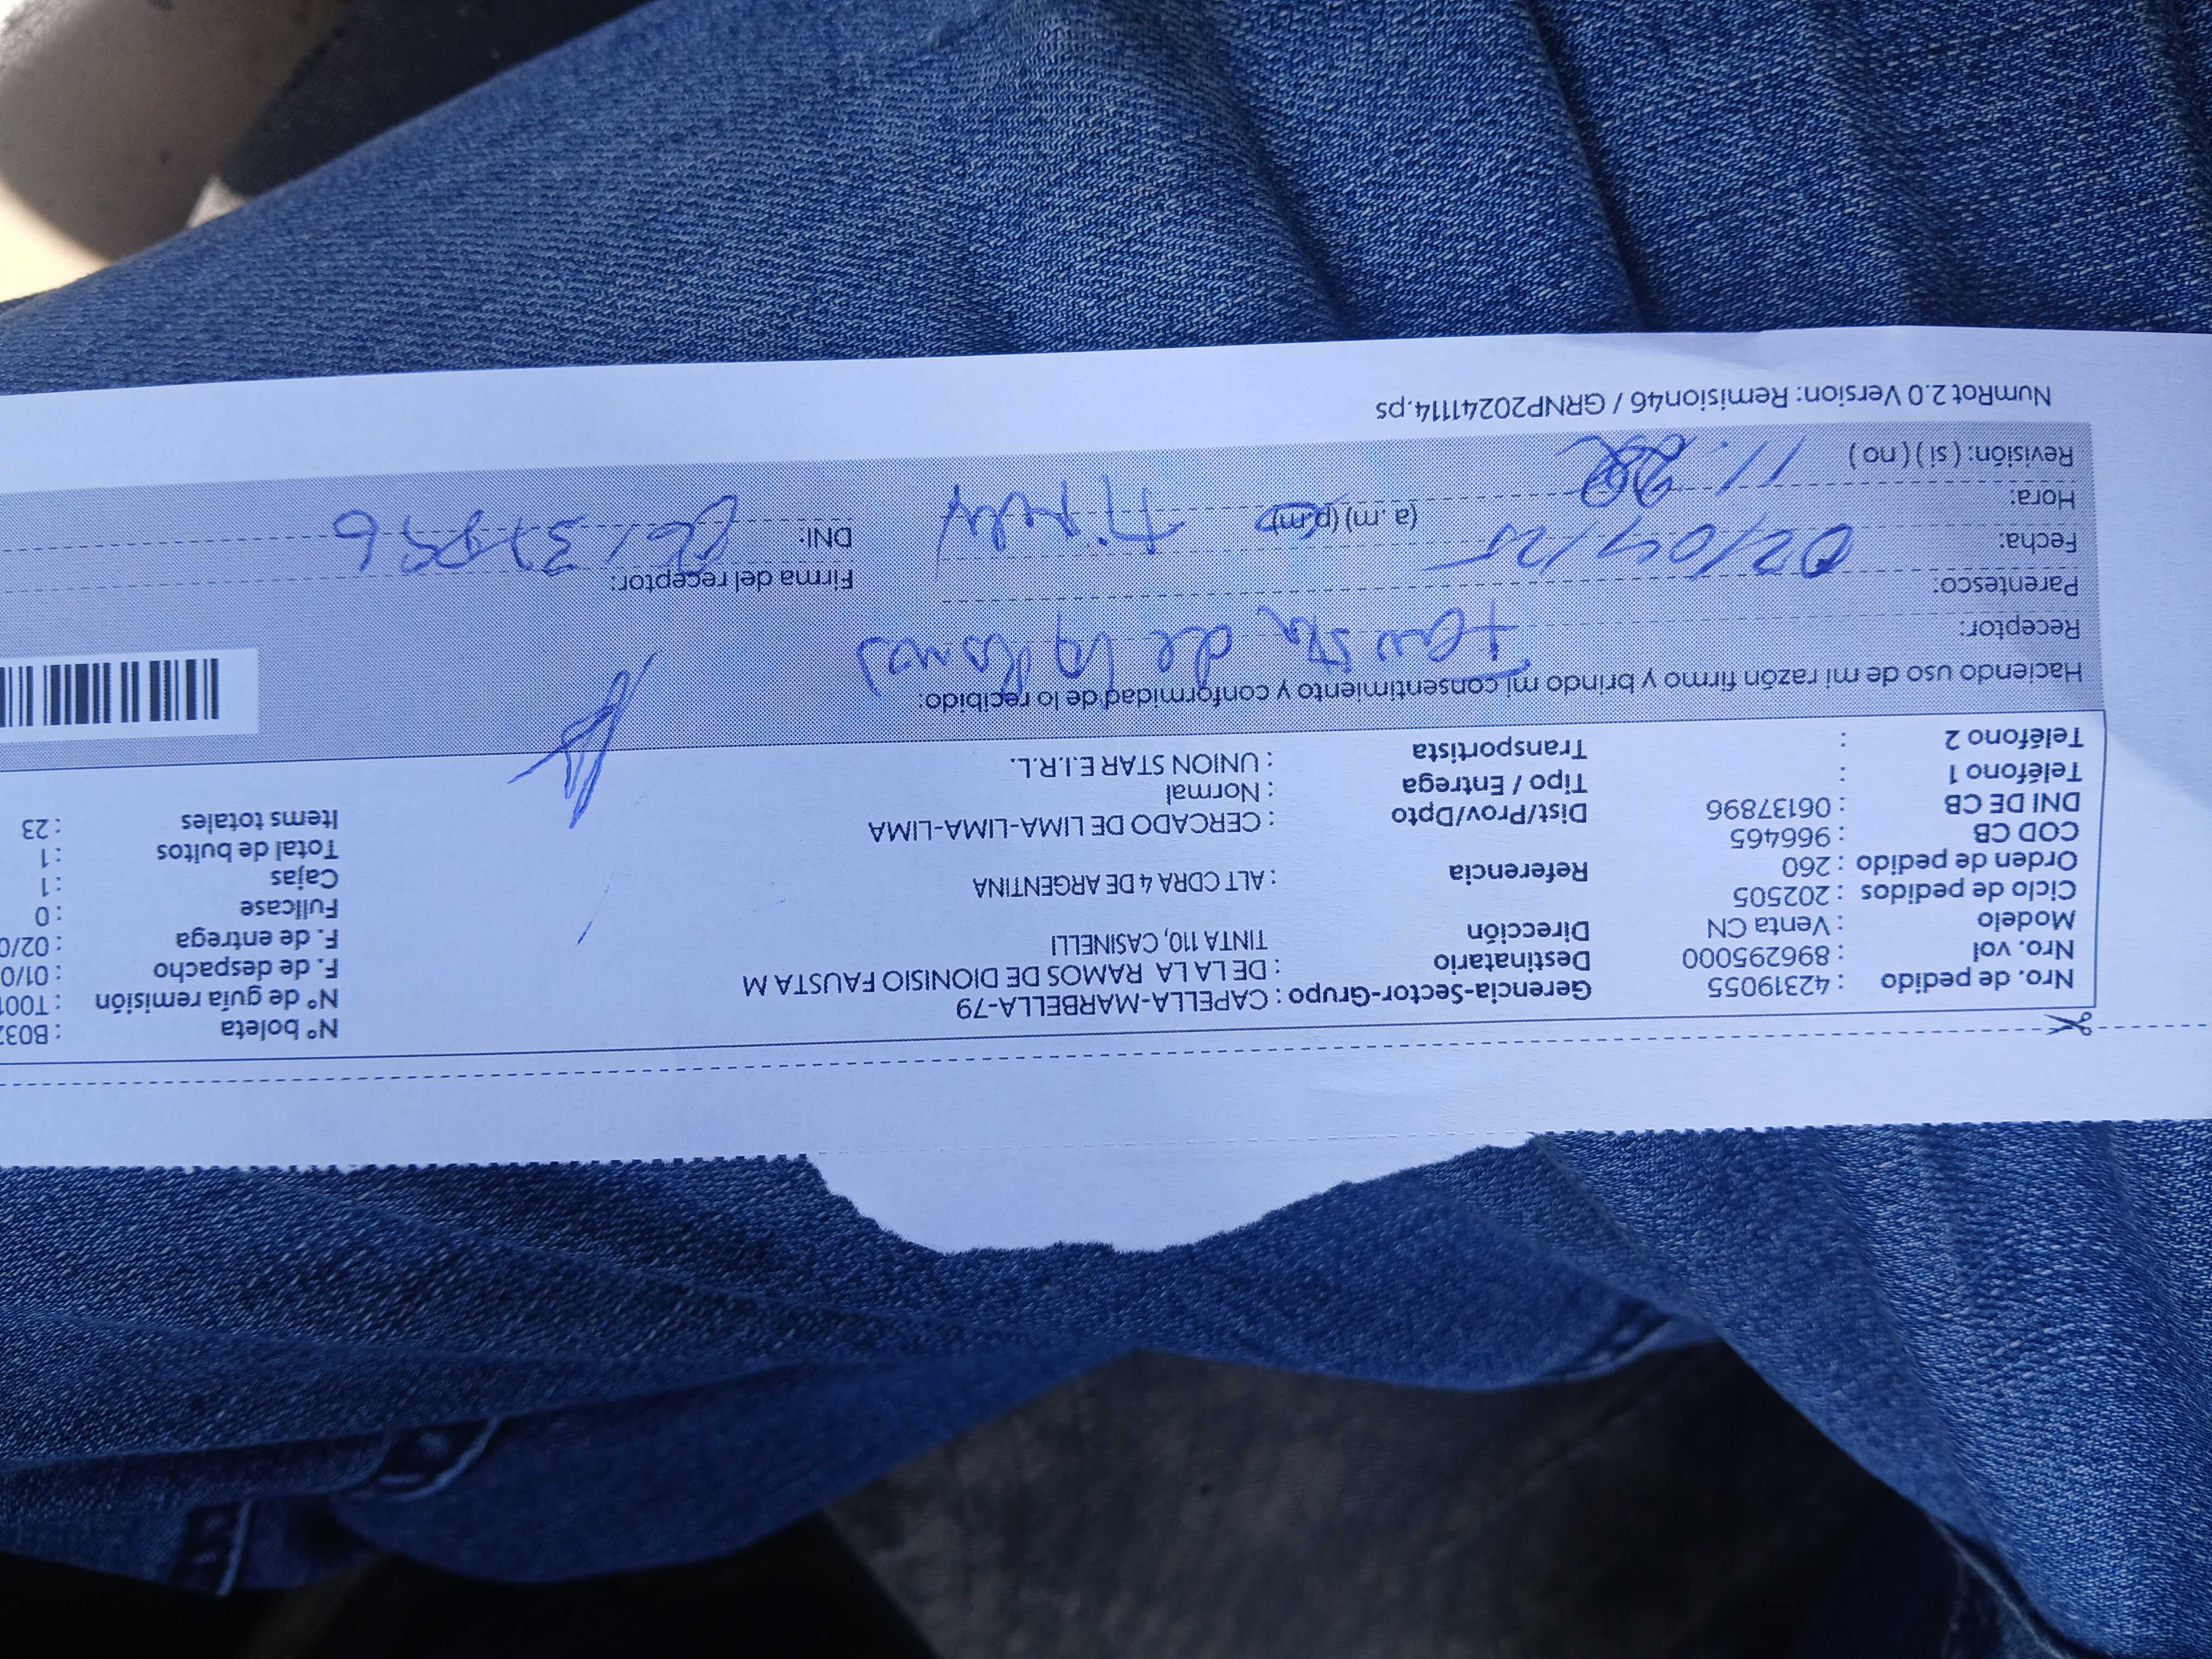 Nro. de pedido : 42319055 Gerencia-Sector-Grupo : CAPELLA-MARBELLA-79 N° boleta : B03
Nro. vol : 896295000 Destinatario : DE LA LA RAMOS DE DIONISIO FAUSTA M N° de guía remisión : T001
Modelo : Venta CN Dirección TINTA 110, CASINELLI F. de despacho : 01/0
Ciclo de pedidos : 202505 F. de entrega : 02/0
Orden de pedido : 260 Referencia : ALT CDRA 4 DE ARGENTINA Fullcase : 0
COD CB : 966465 Cajas : 1
DNI DE CB : 06137896 Dist/Prov/Dpto : CERCADO DE LIMA-LIMA-LIMA Total de bultos : 1
Teléfono 1 : Tipo / Entrega : Normal Items totales : 23
Teléfono 2 : Transportista : UNION STAR E.I.R.L.
Haciendo uso de mi razón firmo y brindo mi consentimiento y conformidad de lo recibido:
Receptor: Fausta de la Ramos
Parentesco: Titular Firma del receptor:
Fecha: 02/04/25 DNI:
Hora: 11: (a. m) (p.m)
Revisión: ( si ) ( no )
NumRot 2.0 Version: Remision46 / GRNP20241114.ps